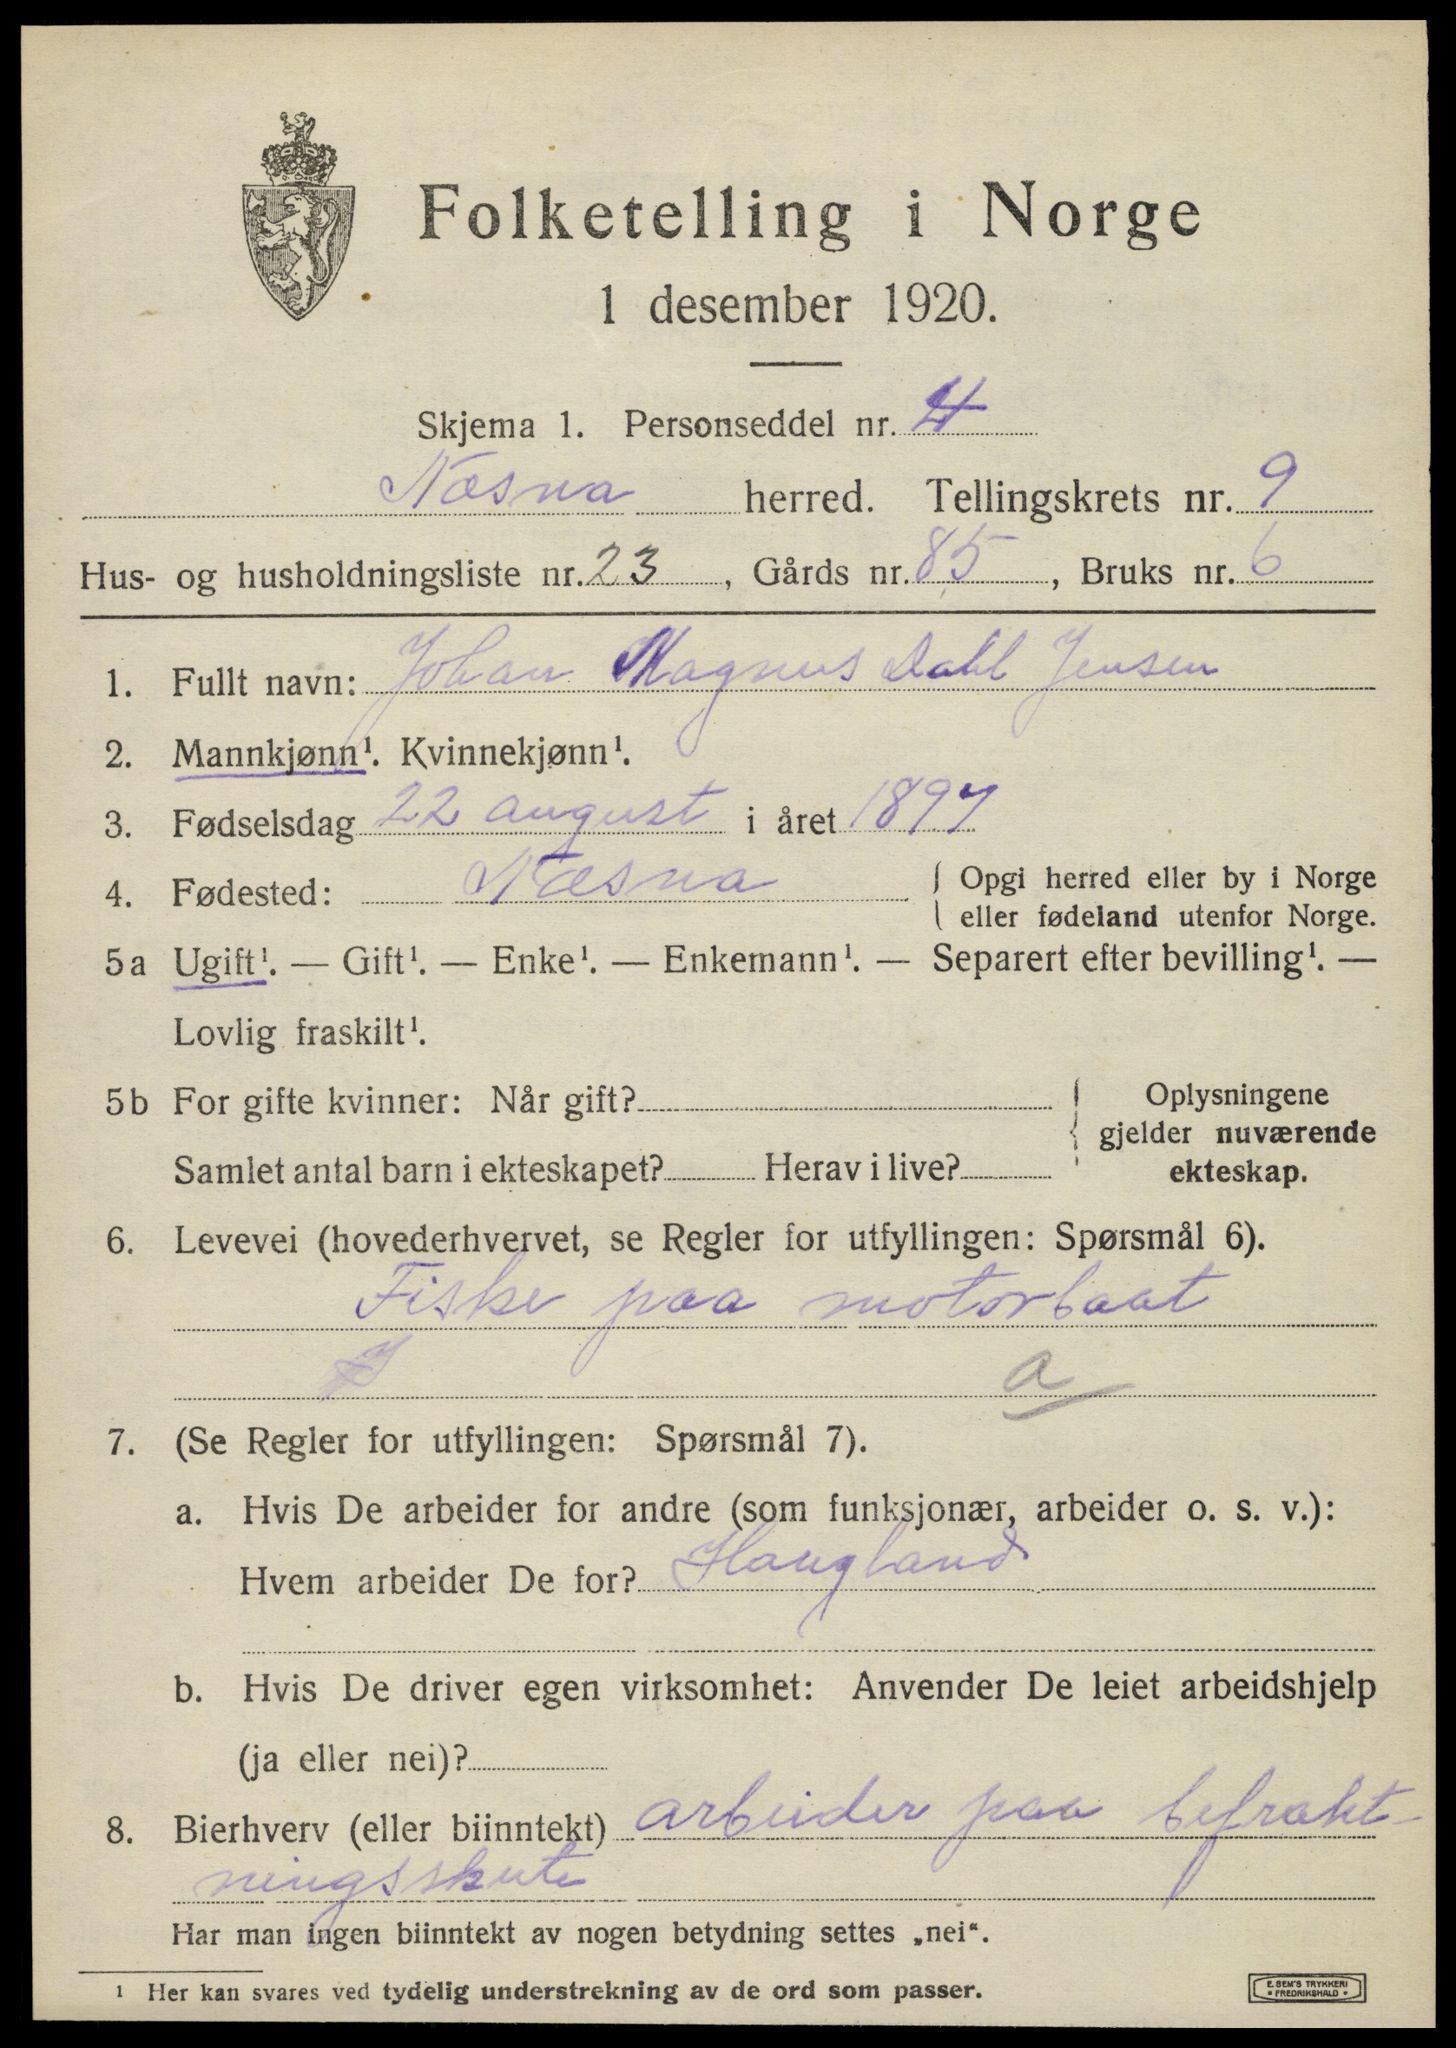 Folketelling i Norge
1 desember 1920.
Skjema 1. Personseddel nr. 4
Næsna herred. Tellingskrets nr. 9
Hus- og husholdningsliste nr. 23, Gårds nr. 85, Bruks nr. 6
1. Fullt navn: Johan Magnus Dahl Jensen
2. Mannkjønn¹. Kvinnekjønn¹.
3. Fødselsdag 22 august i året 1897
4. Fødested: Næsna { Opgi herred eller by i Norge
eller fødeland utenfor Norge.
5a Ugift¹. — Gift¹. — Enke¹. — Enkemann¹. — Separert efter bevilling¹. —
Lovlig fraskilt¹.
5b For gifte kvinner: Når gift? { Oplysningene
gjelder nuværende
Samlet antal barn i ekteskapet? Herav i live? ekteskap.
6. Levevei (hovederhvervet, se Regler for utfyllingen: Spørsmål 6).
Fiske paa motorbaat
a
7. (Se Regler for utfyllingen: Spørsmål 7).
a. Hvis De arbeider for andre (som funksjonær, arbeider o. s. v.):
Hvem arbeider De for? Haugland
b. Hvis De driver egen virksomhet: Anvender De leiet arbeidshjelp
(ja eller nei)?
8. Bierhverv (eller biinntekt) arbeider paa befrakt-
ningsskute
Har man ingen biinntekt av nogen betydning settes „nei“.
¹ Her kan svares ved tydelig understrekning av de ord som passer.
E. SEM'S TRYKKERI
• FREDRIKSHALD •